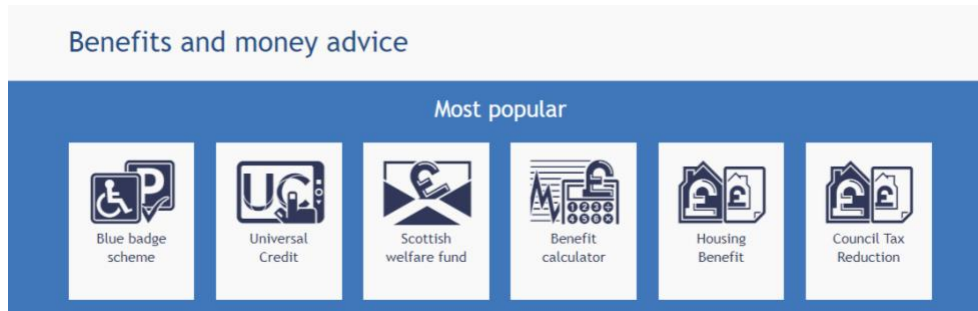 Benefits and money advice
Most popular
Blue badge
scheme
Universal
Credit
Scottish
welfare fund
Benefit
calculator
Housing
Benefit
Council Tax
Reduction